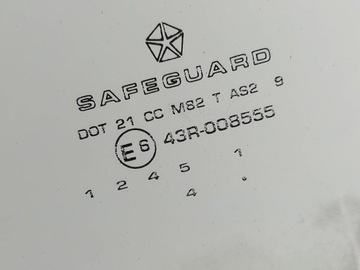 SAFEGUARD
DOT 21 CC M82 T AS2 9
E6 43R-008555
1 2 4 5 1
4 .